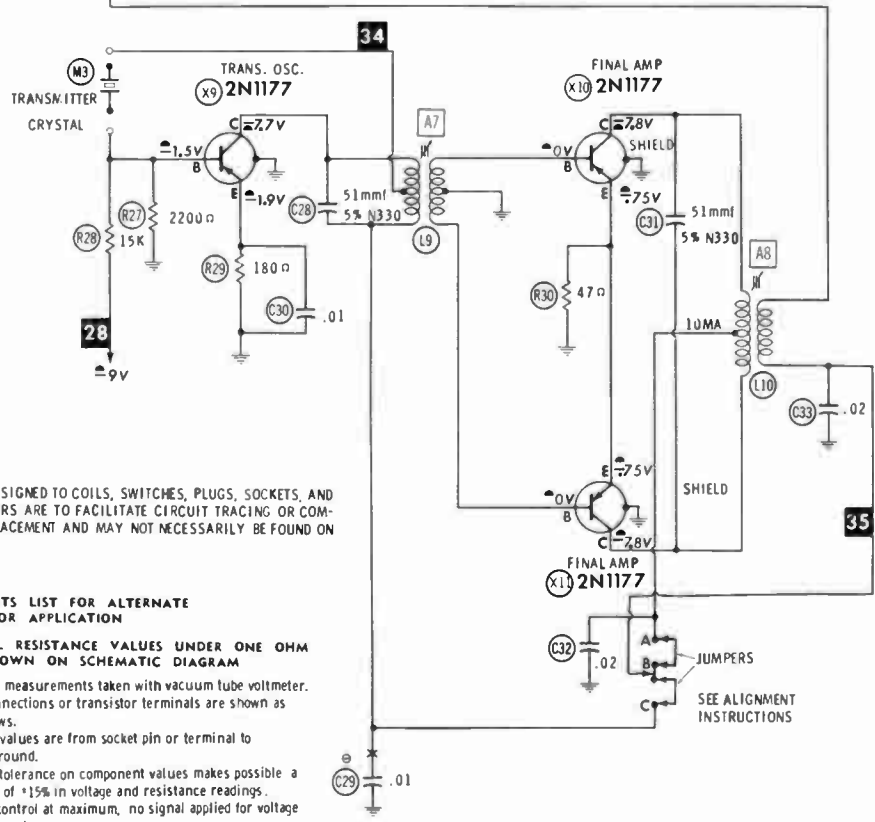 34
M3
TRANSMITTER
CRYSTAL
TRANS. OSC.
X9 2N1177
C -7.7V
-1.5V
B
E -1.9V
R27
2200Ω
R28
15K
R29
180Ω
C30
.01
28
-9V
C28
51mmf
5% N330
A7
L9
FINAL AMP
X10 2N1177
C -7.8V
SHIELD
0V
B
E
-.75V
C31
51mmf
5% N330
R30
47Ω
10MA
A8
L10
C33
.02
E -.75V
SHIELD
0V
B
C -7.8V
FINAL AMP
X11 2N1177
35
C32
.02
A
B
C
JUMPERS
SEE ALIGNMENT
INSTRUCTIONS
C29
.01
SIGNED TO COILS, SWITCHES, PLUGS, SOCKETS, AND
RS ARE TO FACILITATE CIRCUIT TRACING OR COM-
ACEMENT AND MAY NOT NECESSARILY BE FOUND ON
TS LIST FOR ALTERNATE
OR APPLICATION
L RESISTANCE VALUES UNDER ONE OHM
OWN ON SCHEMATIC DIAGRAM
measurements taken with vacuum tube voltmeter.
nnections or transistor terminals are shown as
ws.
values are from socket pin or terminal to
round.
tolerance on component values makes possible a
of ±15% in voltage and resistance readings.
control at maximum, no signal applied for voltage